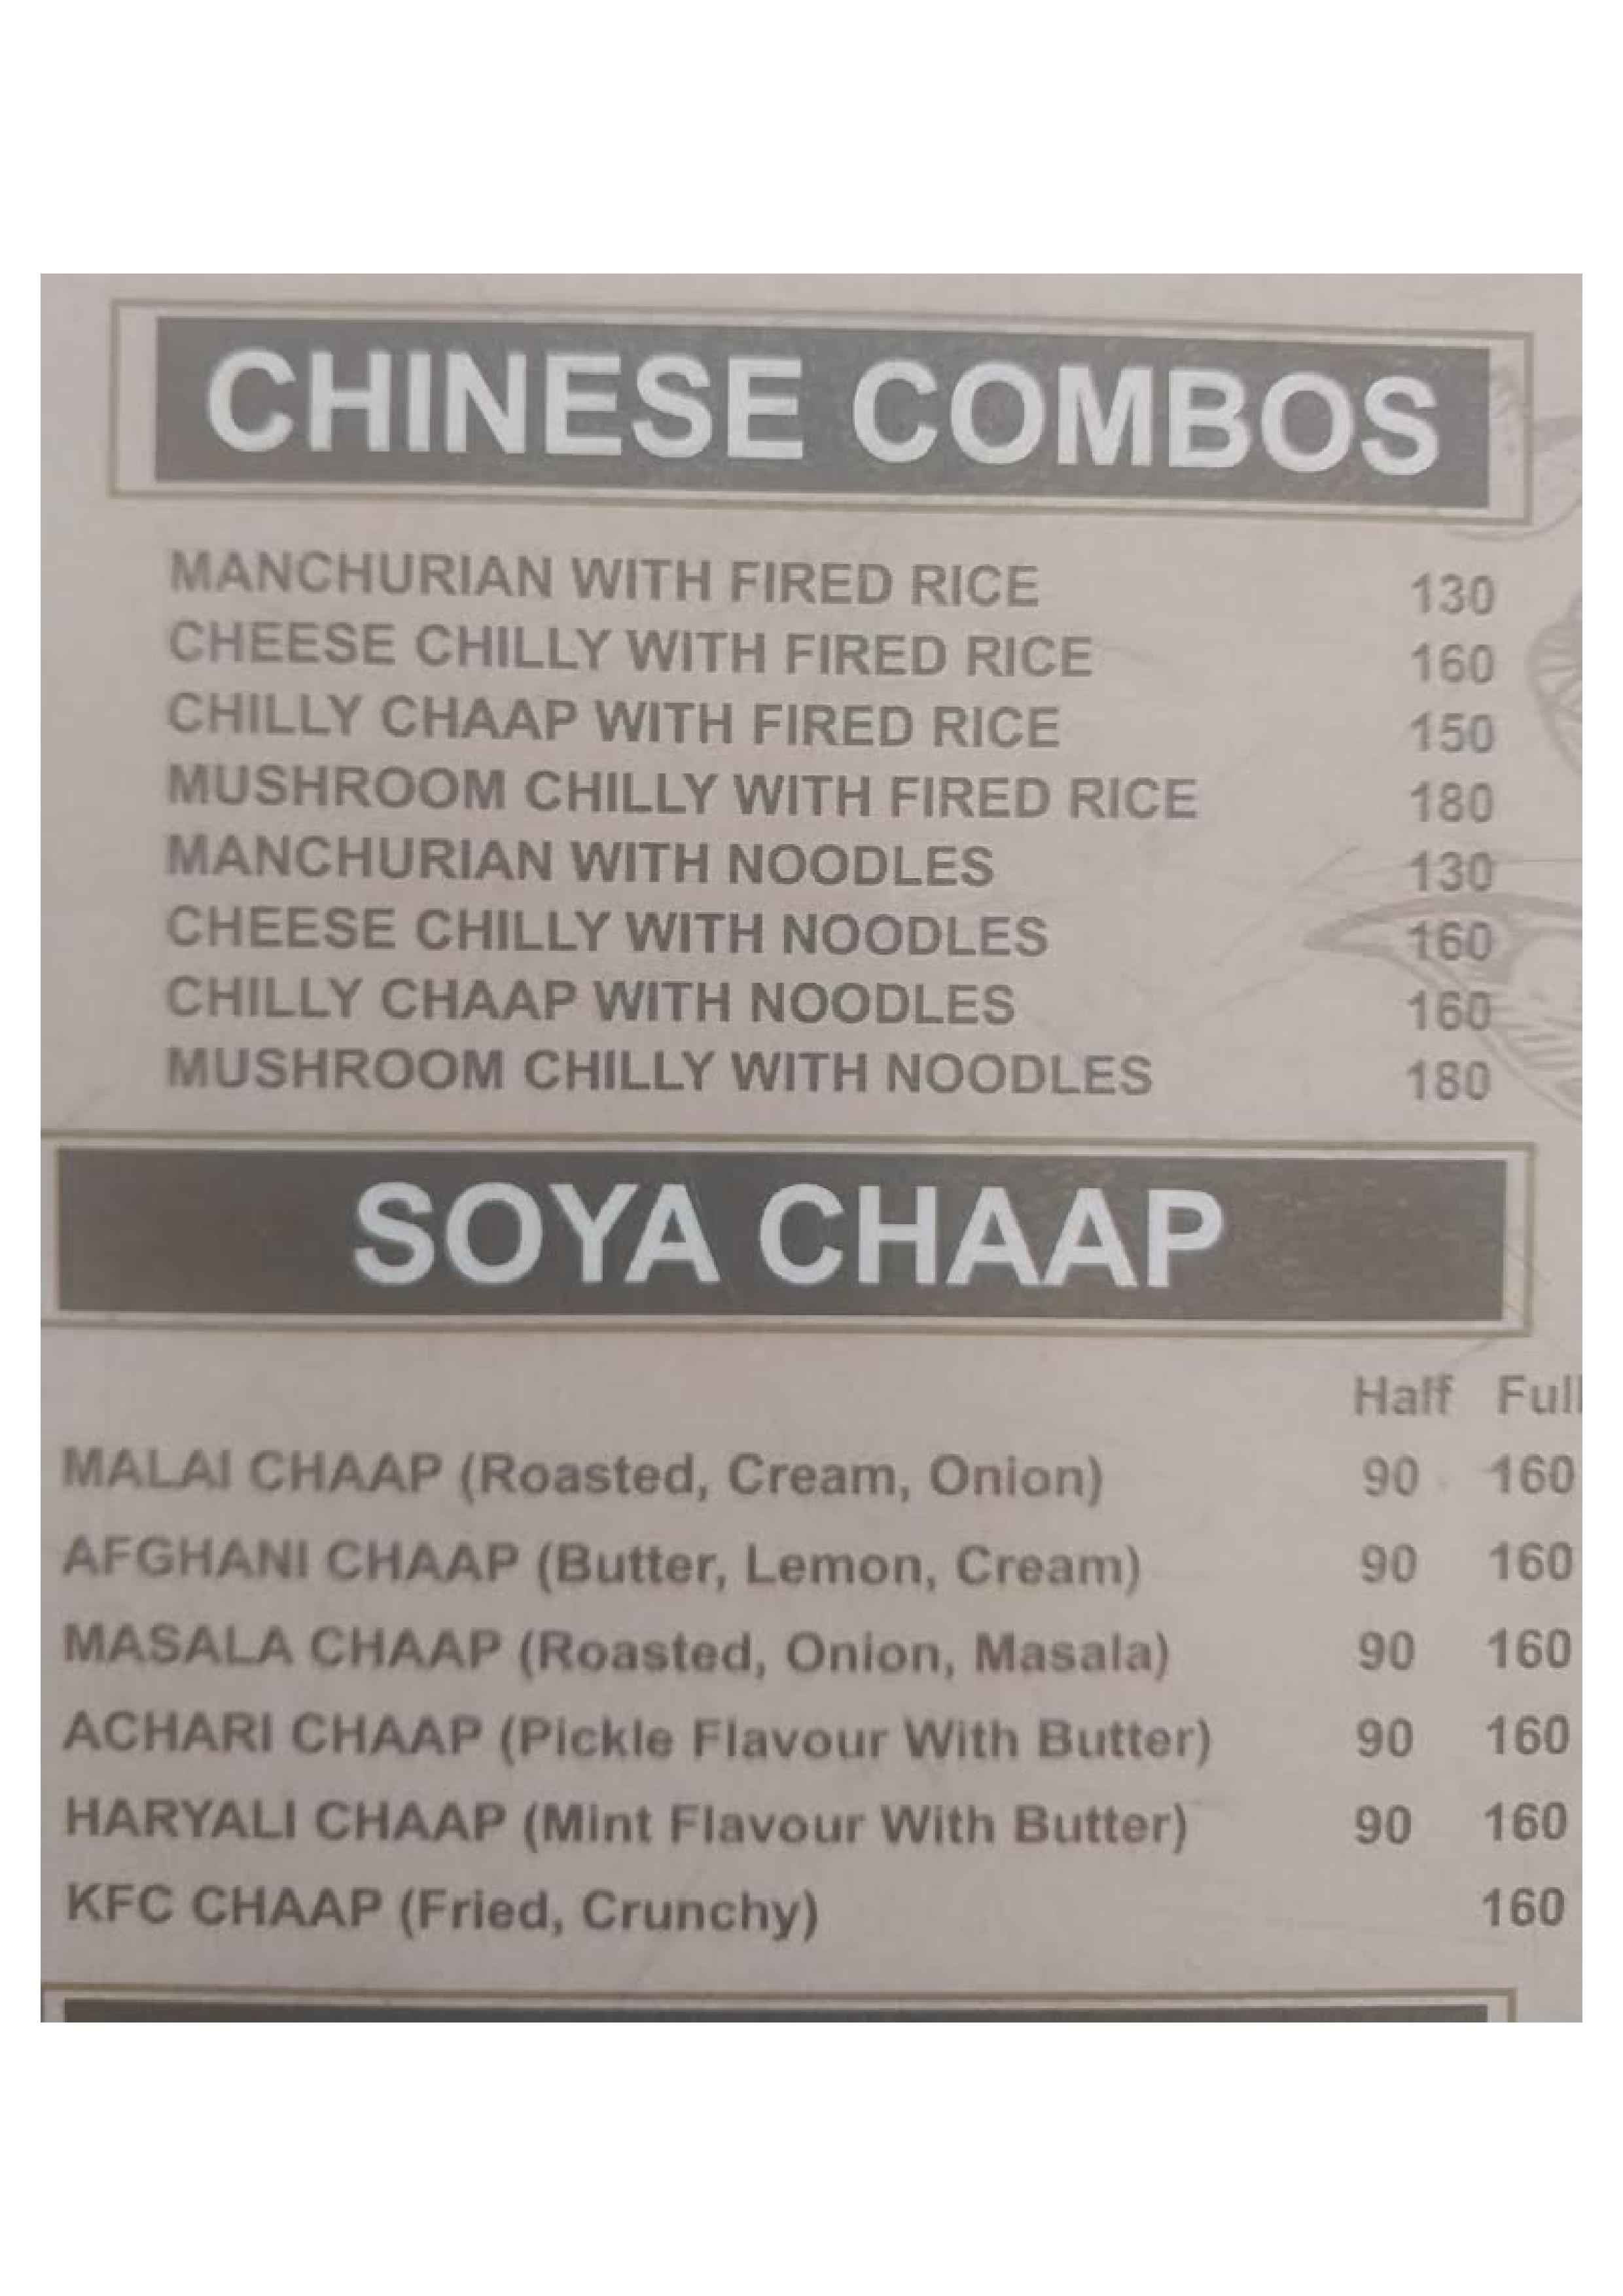 CHINESE COMBOS
MANCHURIAN WITH FIRED RICE 130
CHEESE CHILLY WITH FIRED RICE 160
CHILLY CHAAP WITH FIRED RICE 150
MUSHROOM CHILLY WITH FIRED RICE 180
MANCHURIAN WITH NOODLES 130
CHEESE CHILLY WITH NOODLES 160
CHILLY CHAAP WITH NOODLES 160
MUSHROOM CHILLY WITH NOODLES 180
SOYA CHAAP
Half Full
MALAI CHAAP (Roasted, Cream, Onion) 90 160
AFGHANI CHAAP (Butter, Lemon, Cream) 90 160
MASALA CHAAP (Roasted, Onion, Masala) 90 160
ACHARI CHAAP (Pickle Flavour With Butter) 90 160
HARYALI CHAAP (Mint Flavour With Butter) 90 160
KFC CHAAP (Fried, Crunchy) 160